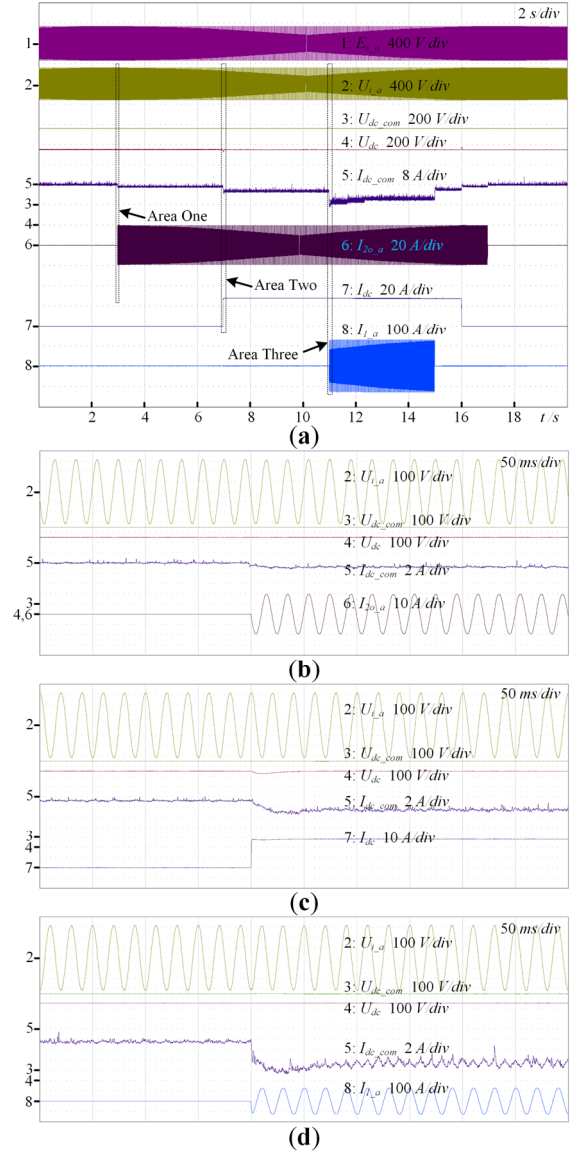 2 s/div
1
1: E_s_a 400 V/div
2
2: U_i_a 400 V/div
3: U_dc_com 200 V/div
4: U_dc 200 V/div
5
5: I_dc_com 8 A/div
3
Area One
4
6
6: I_2o_a 20 A/div
Area Two
7: I_dc 20 A/div
7
8: I_1_a 100 A/div
Area Three
8
2 4 6 8 10 12 14 16 18 t/s
(a)
50 ms/div
2
2: U_i_a 100 V/div
3: U_dc_com 100 V/div
4: U_dc 100 V/div
5
5: I_dc_com 2 A/div
3
6: I_2o_a 10 A/div
4,6
(b)
50 ms/div
2: U_i_a 100 V/div
2
3: U_dc_com 100 V/div
4: U_dc 100 V/div
5
5: I_dc_com 2 A/div
3
7: I_dc 10 A/div
4
7
(c)
50 ms/div
2: U_i_a 100 V/div
2
3: U_dc_com 100 V/div
4: U_dc 100 V/div
5
5: I_dc_com 2 A/div
3
4
8: I_1_a 100 A/div
8
(d)